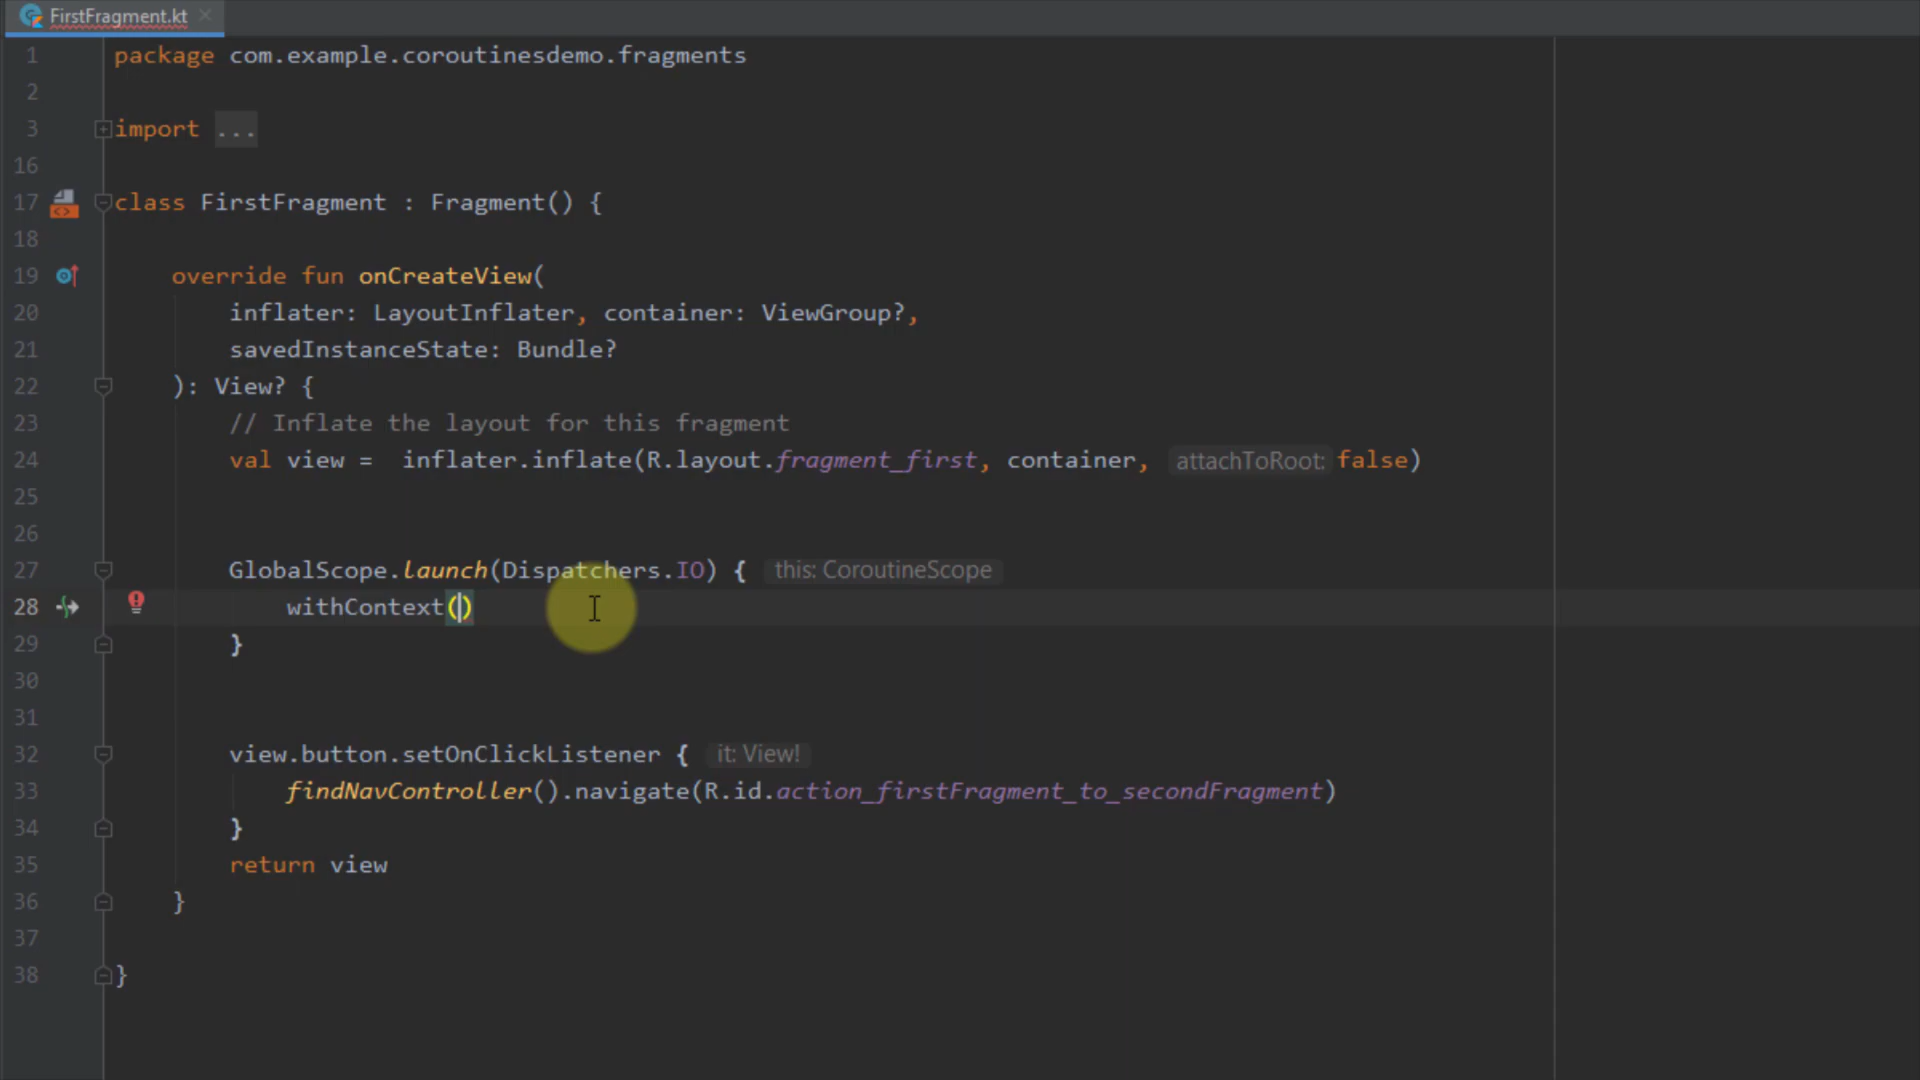 FirstFragment.kt
1 package com.example.coroutinesdemo.fragments
2
3 import ...
16
17 class FirstFragment : Fragment() {
18
19 override fun onCreateView(
20 inflater: LayoutInflater, container: ViewGroup?,
21 savedInstanceState: Bundle?
22 ): View? {
23 // Inflate the layout for this fragment
24 val view =  inflater.inflate(R.layout.fragment_first, container, attachToRoot: false)
25
26
27 GlobalScope.launch(Dispatchers.IO) { this: CoroutineScope
28 withContext()
29 }
30
31
32 view.button.setOnClickListener { it: View!
33 findNavController().navigate(R.id.action_firstFragment_to_secondFragment)
34 }
35 return view
36 }
37
38 }